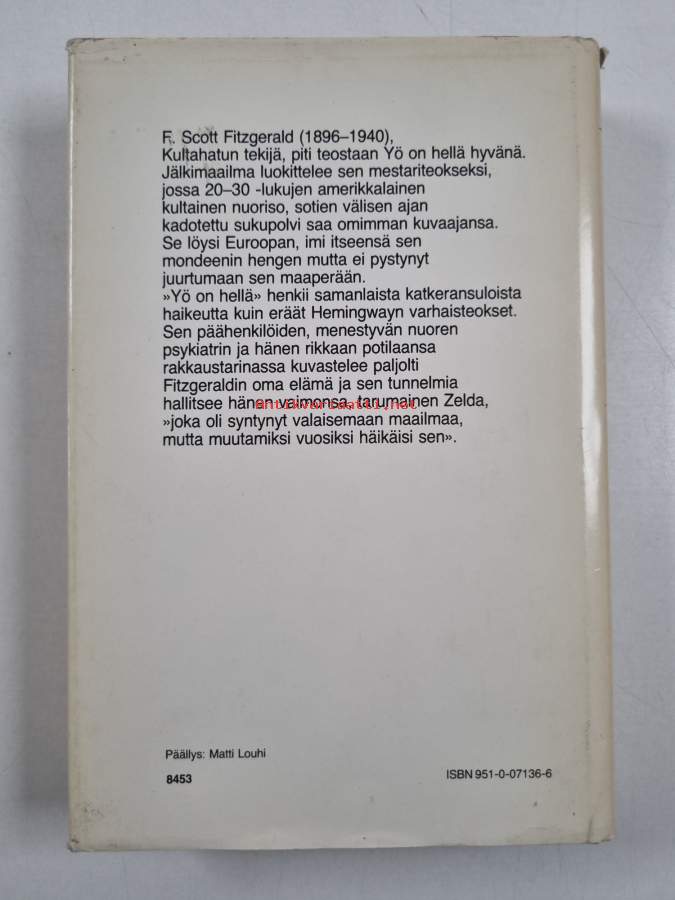 F. Scott Fitzgerald (1896–1940),
Kultahatun tekijä, piti teostaan Yö on hellä hyvänä.
Jälkimaailma luokittelee sen mestariteokseksi,
jossa 20–30 -lukujen amerikkalainen
kultainen nuoriso, sotien välisen ajan
kadotettu sukupolvi saa omimman kuvaajansa.
Se löysi Euroopan, imi itseensä sen
mondeenin hengen mutta ei pystynyt
juurtumaan sen maaperään.
»Yö on hellä» henkii samanlaista katkeransuloista
haikeutta kuin eräät Hemingwayn varhaisteokset.
Sen päähenkilöiden, menestyvän nuoren
psykiatrin ja hänen rikkaan potilaansa
rakkaustarinassa kuvastelee paljolti
Fitzgeraldin oma elämä ja sen tunnelmia
hallitsee hänen vaimonsa, tarumainen Zelda,
antikvariaatti.net
»joka oli syntynyt valaisemaan maailmaa,
mutta muutamiksi vuosiksi häikäisi sen».
Päällys: Matti Louhi
8453
ISBN 951-0-07136-6